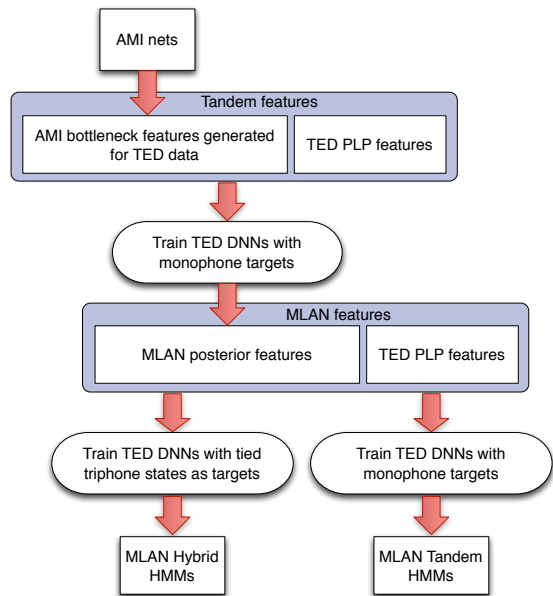 AMI nets
Tandem features
AMI bottleneck features generated
for TED data
TED PLP features
Train TED DNNs with
monophone targets
MLAN features
MLAN posterior features
TED PLP features
Train TED DNNs with tied
triphone states as targets
Train TED DNNs with
monophone targets
MLAN Hybrid
HMMs
MLAN Tandem
HMMs